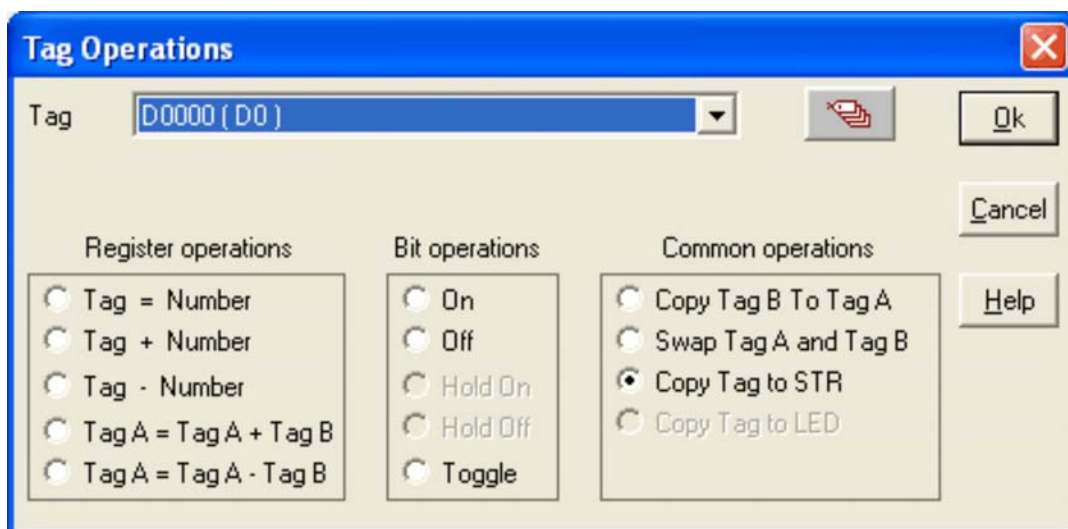 Tag Operations
Tag
D0000 ( D0 )
Ok
Cancel
Help
Register operations
Tag = Number
Tag + Number
Tag - Number
Tag A = Tag A + Tag B
Tag A = Tag A - Tag B
Bit operations
On
Off
Hold On
Hold Off
Toggle
Common operations
Copy Tag B To Tag A
Swap Tag A and Tag B
Copy Tag to STR
Copy Tag to LED